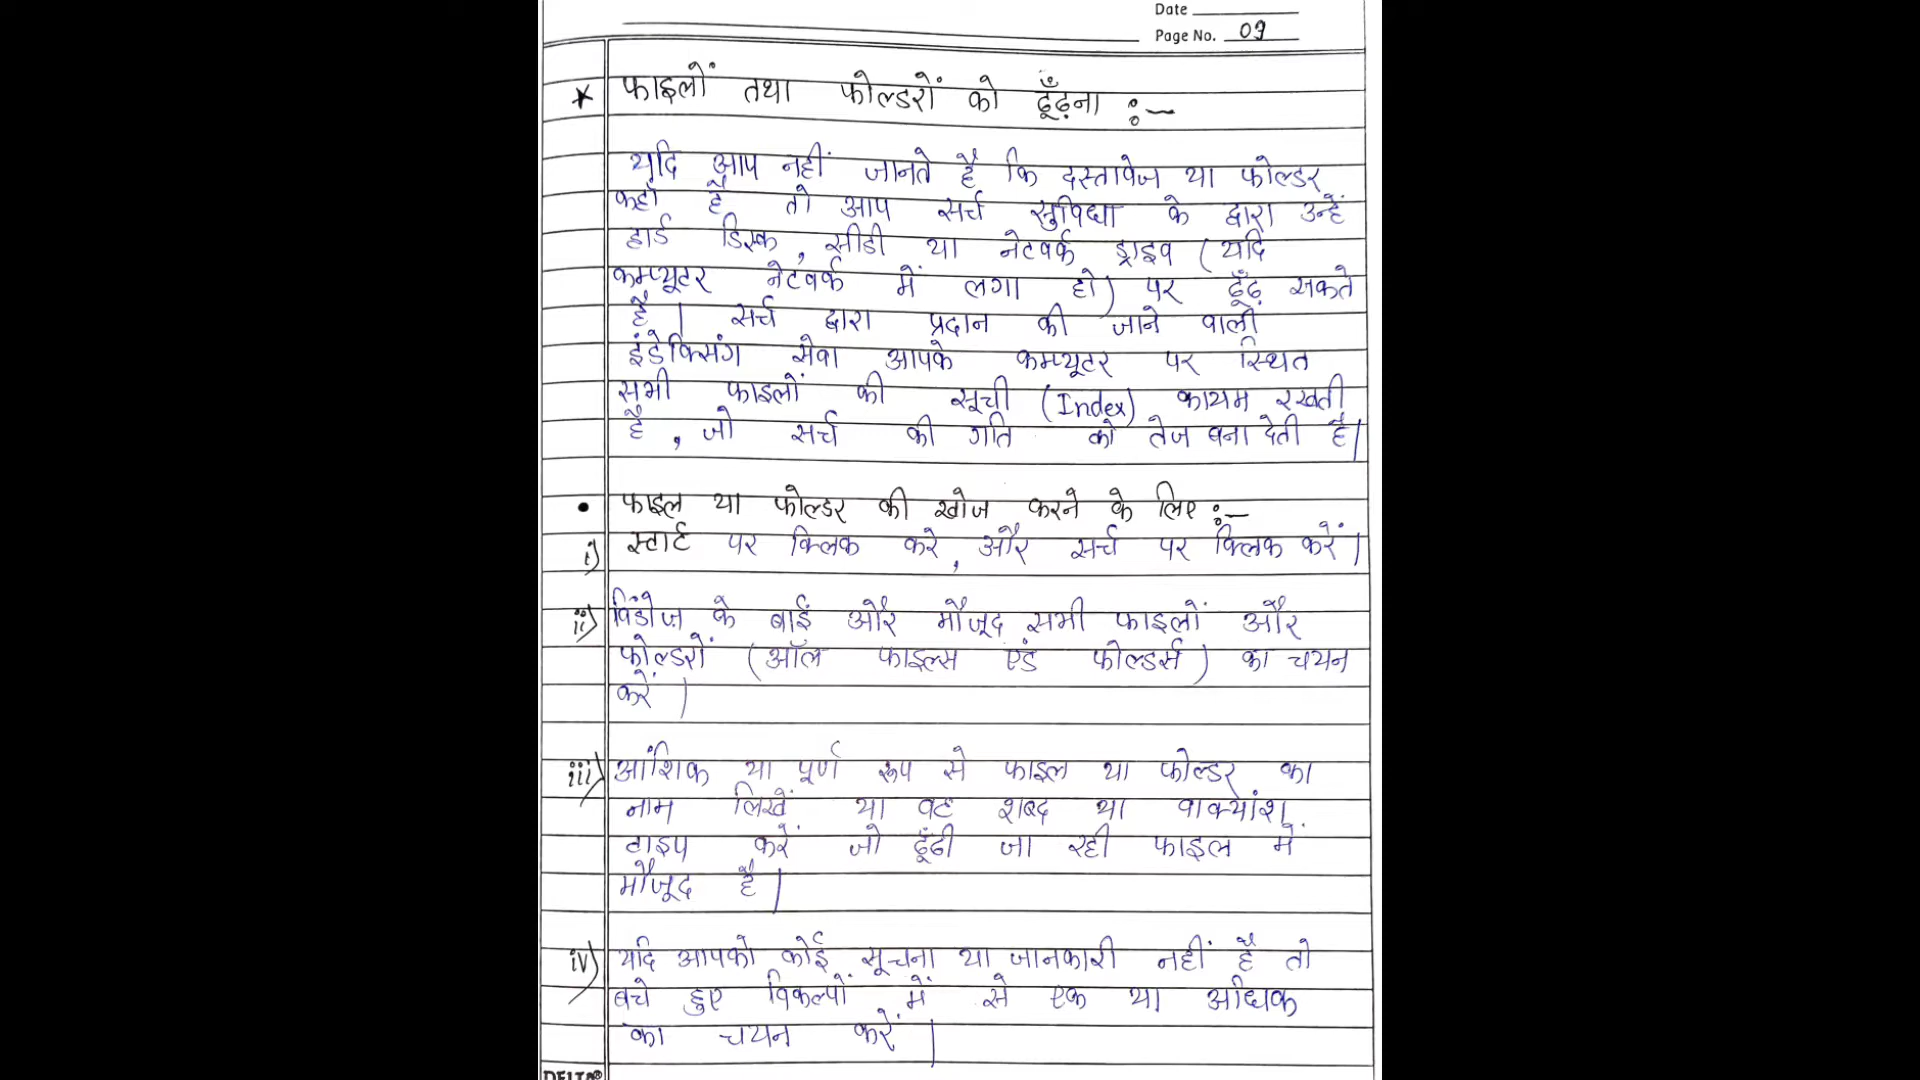 Date
Page No. 09
* फाइलों तथा फोल्डरों को ढूँढ़ना :-
यदि आप नहीं जानते है कि दस्तावेज या फोल्डर
कहाँ है तो आप सर्च सुविधा के द्वारा उन्हें
हार्ड डिस्क, सीडी या नेटवर्क ड्राइव (यदि
कम्प्यूटर नेटवर्क में लगा हो) पर ढूँढ़ सकते
है। सर्च द्वारा प्रदान की जाने वाली
इंडेक्सिंग सेवा आपके कम्प्यूटर पर स्थित
सभी फाइलों की सूची (Index) कायम रखती
है, जो सर्च की गति को तेज बना देती है।
• फाइल या फोल्डर की खोज करने के लिए :-
i) स्टार्ट पर क्लिक करे, और सर्च पर क्लिक करें।
ii) विंडोज के बाईं ओर मौजूद सभी फाइलों और
फोल्डरों (ऑल फाइल्स एंड फोल्डर्स) का चयन
करें।
iii) आंशिक या पूर्ण रूप से फाइल या फोल्डर का
नाम लिखें या वह शब्द या वाक्यांश
टाइप करें जो ढूँढी जा रही फाइल में
मौजूद है।
iv) यदि आपको कोई सूचना या जानकारी नहीं है तो
बचे हुए विकल्पों में से एक या अधिक
का चयन करें।
DELTA®